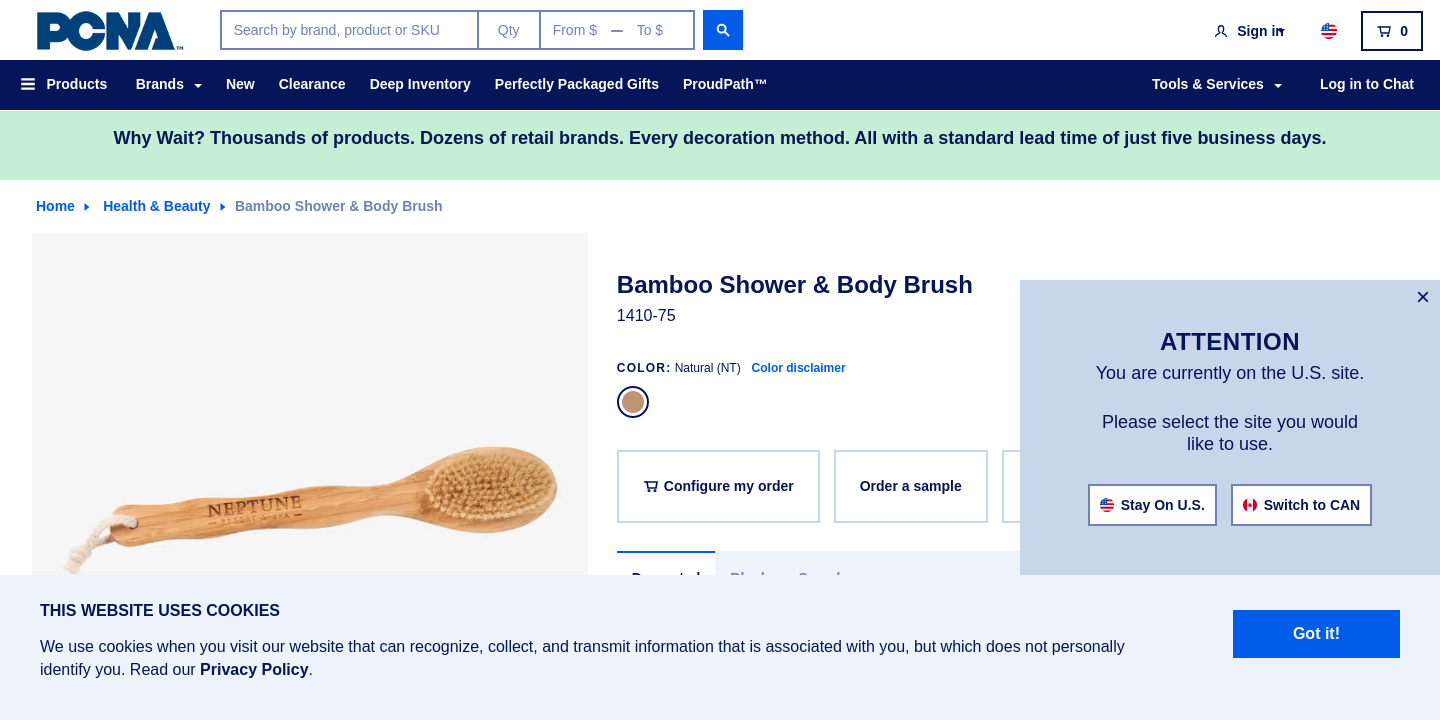 PCNA™
Search by brand, product or SKU
Qty
From $ — To $
Sign in
0
Products
Brands
New
Clearance
Deep Inventory
Perfectly Packaged Gifts
ProudPath™
Tools & Services
Log in to Chat
Why Wait? Thousands of products. Dozens of retail brands. Every decoration method. All with a standard lead time of just five business days.
Home
Health & Beauty
Bamboo Shower & Body Brush
NEPTUNE
RESORT & SPA
Bamboo Shower & Body Brush
1410-75
COLOR: Natural (NT) Color disclaimer
Configure my order
Order a sample
ATTENTION
You are currently on the U.S. site.
Please select the site you would
like to use.
Stay On U.S.
Switch to CAN
THIS WEBSITE USES COOKIES
We use cookies when you visit our website that can recognize, collect, and transmit information that is associated with you, but which does not personally
identify you. Read our Privacy Policy.
Got it!